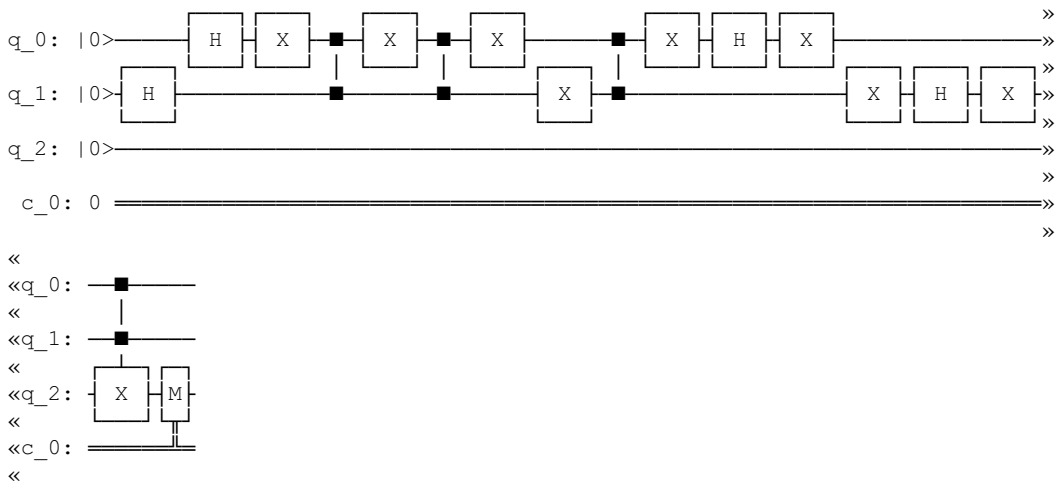 »
q_0: |0> H X X X X H X »
»
q_1: |0> H X X H X »
»
q_2: |0> »
»
c_0: 0 »
»
«
«q_0:
«
«q_1:
«
«q_2: X M
«
«c_0:
«